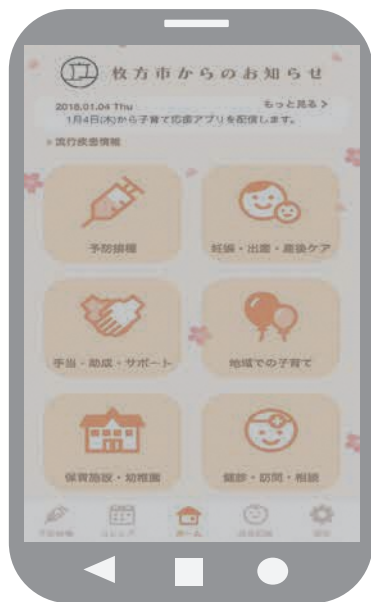 枚方市からのお知らせ
2018.01.04 Thu
もっと見る >
1月4日(木)から子育て応援アプリを配信します。
» 流行疾患情報
予防接種
妊娠・出産・産後ケア
手当・助成・サポート
地域での子育て
保育施設・幼稚園
健診・訪問・相談
予防接種
ホーム